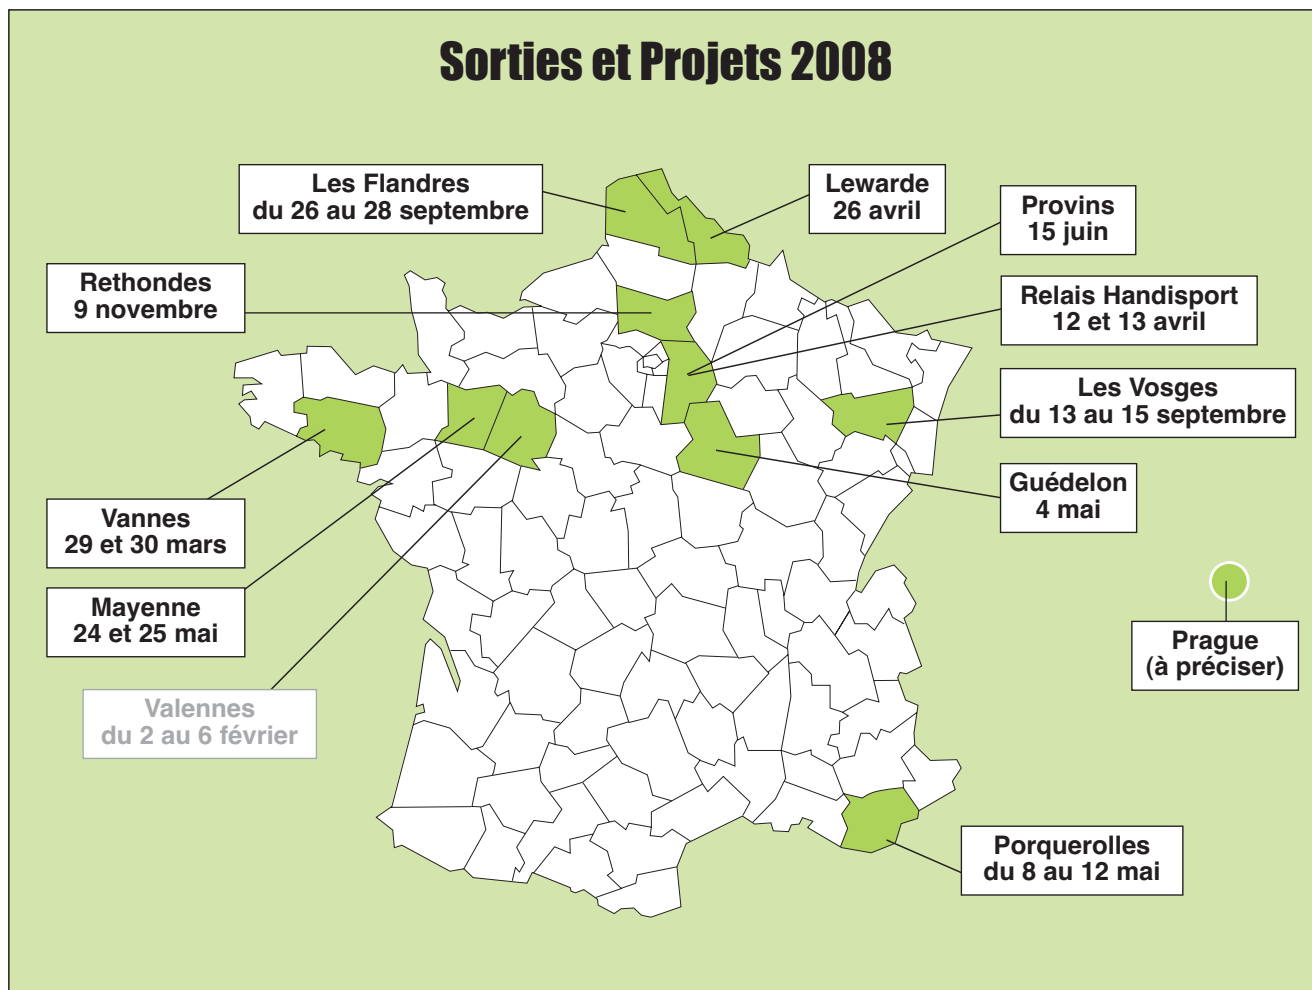 Sorties et Projets 2008
Les Flandres
du 26 au 28 septembre
Lewarde
26 avril
Provins
15 juin
Rethondes
9 novembre
Relais Handisport
12 et 13 avril
Les Vosges
du 13 au 15 septembre
Guédelon
4 mai
Vannes
29 et 30 mars
Mayenne
24 et 25 mai
Prague
(à préciser)
Valennes
du 2 au 6 février
Porquerolles
du 8 au 12 mai